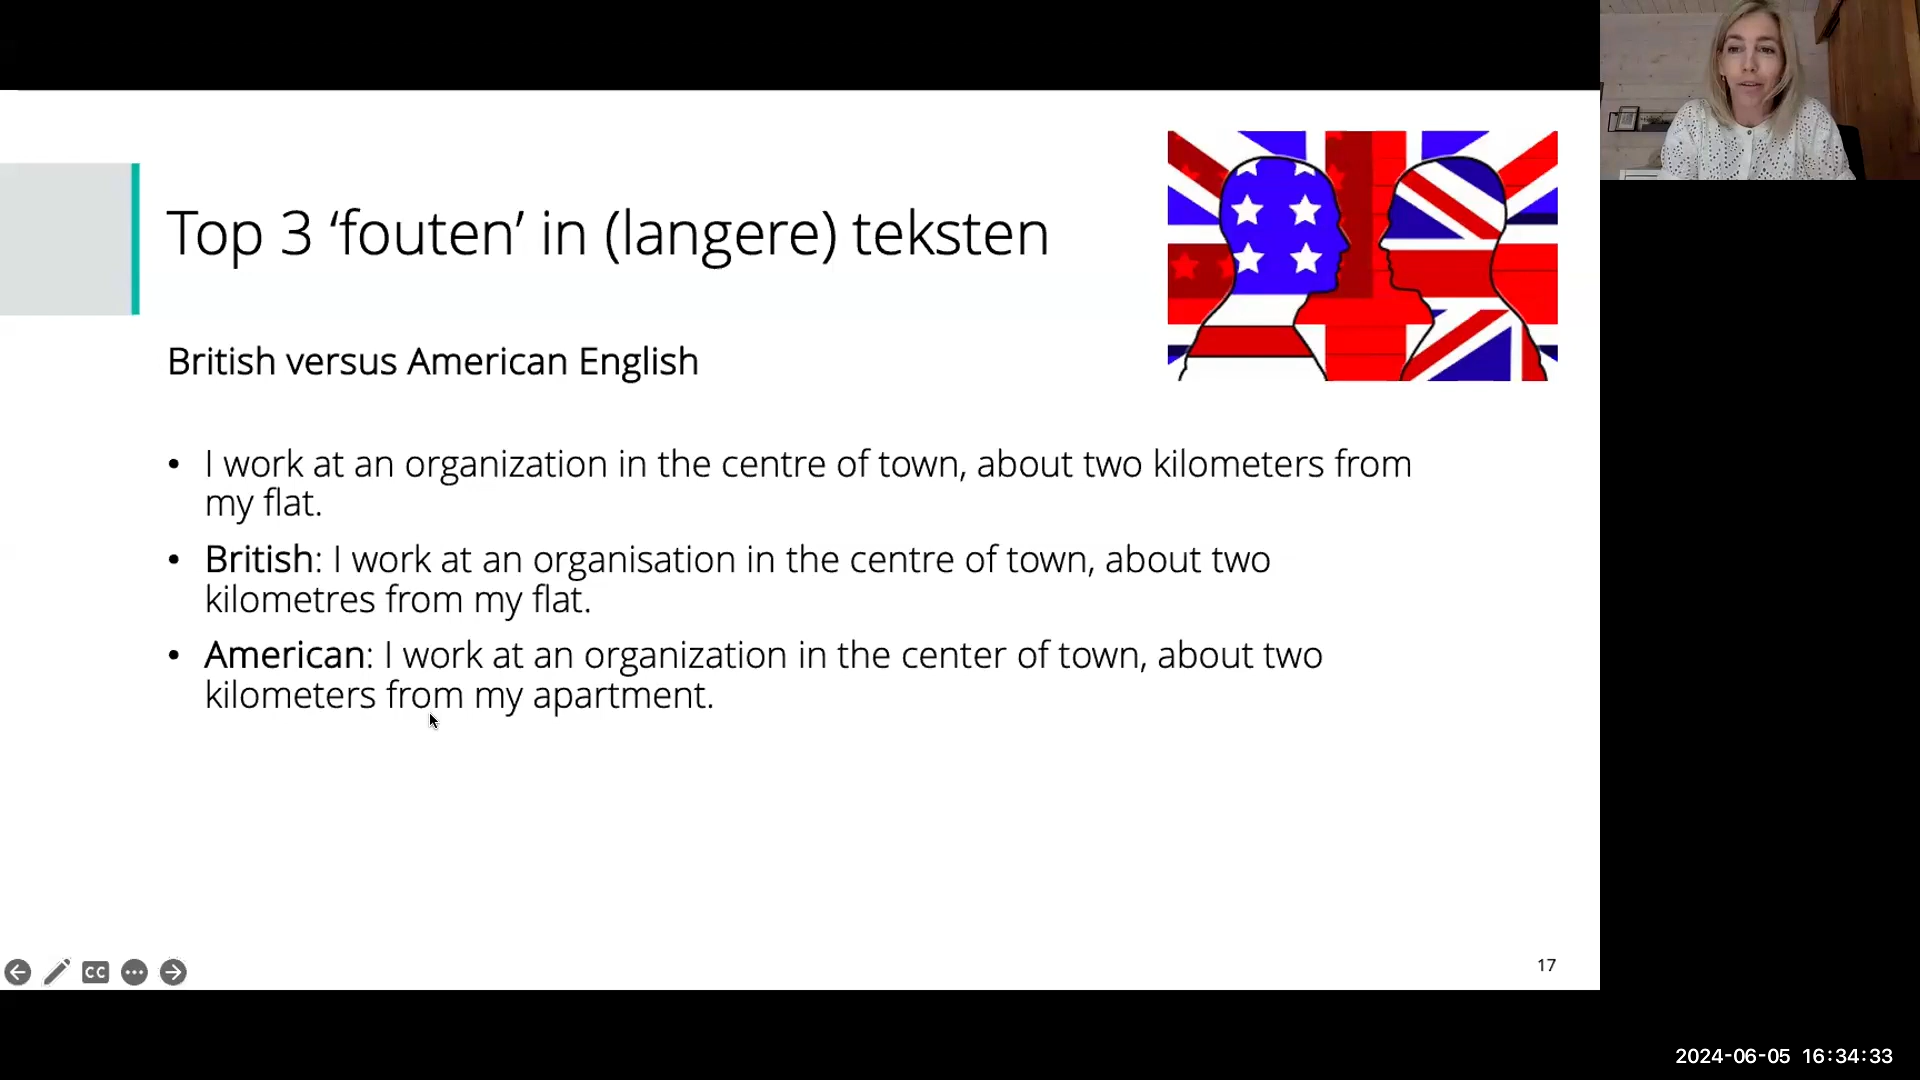 Top 3 ‘fouten’ in (langere) teksten
British versus American English
• I work at an organization in the centre of town, about two kilometers from
my flat.
• British: I work at an organisation in the centre of town, about two
kilometres from my flat.
• American: I work at an organization in the center of town, about two
kilometers from my apartment.
CC
17
2024-06-05 16:34:33